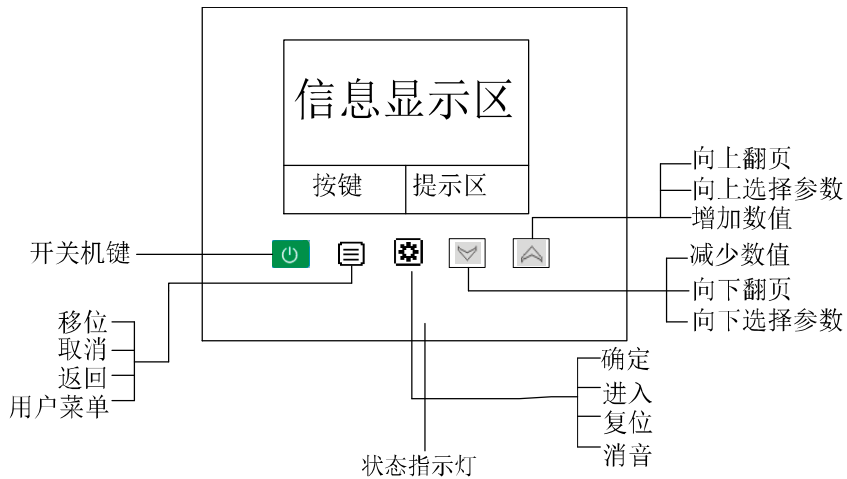 信息显示区
按键
提示区
向上翻页
向上选择参数
增加数值
开关机键
减少数值
向下翻页
向下选择参数
移位
取消
返回
用户菜单
确定
进入
复位
消音
状态指示灯